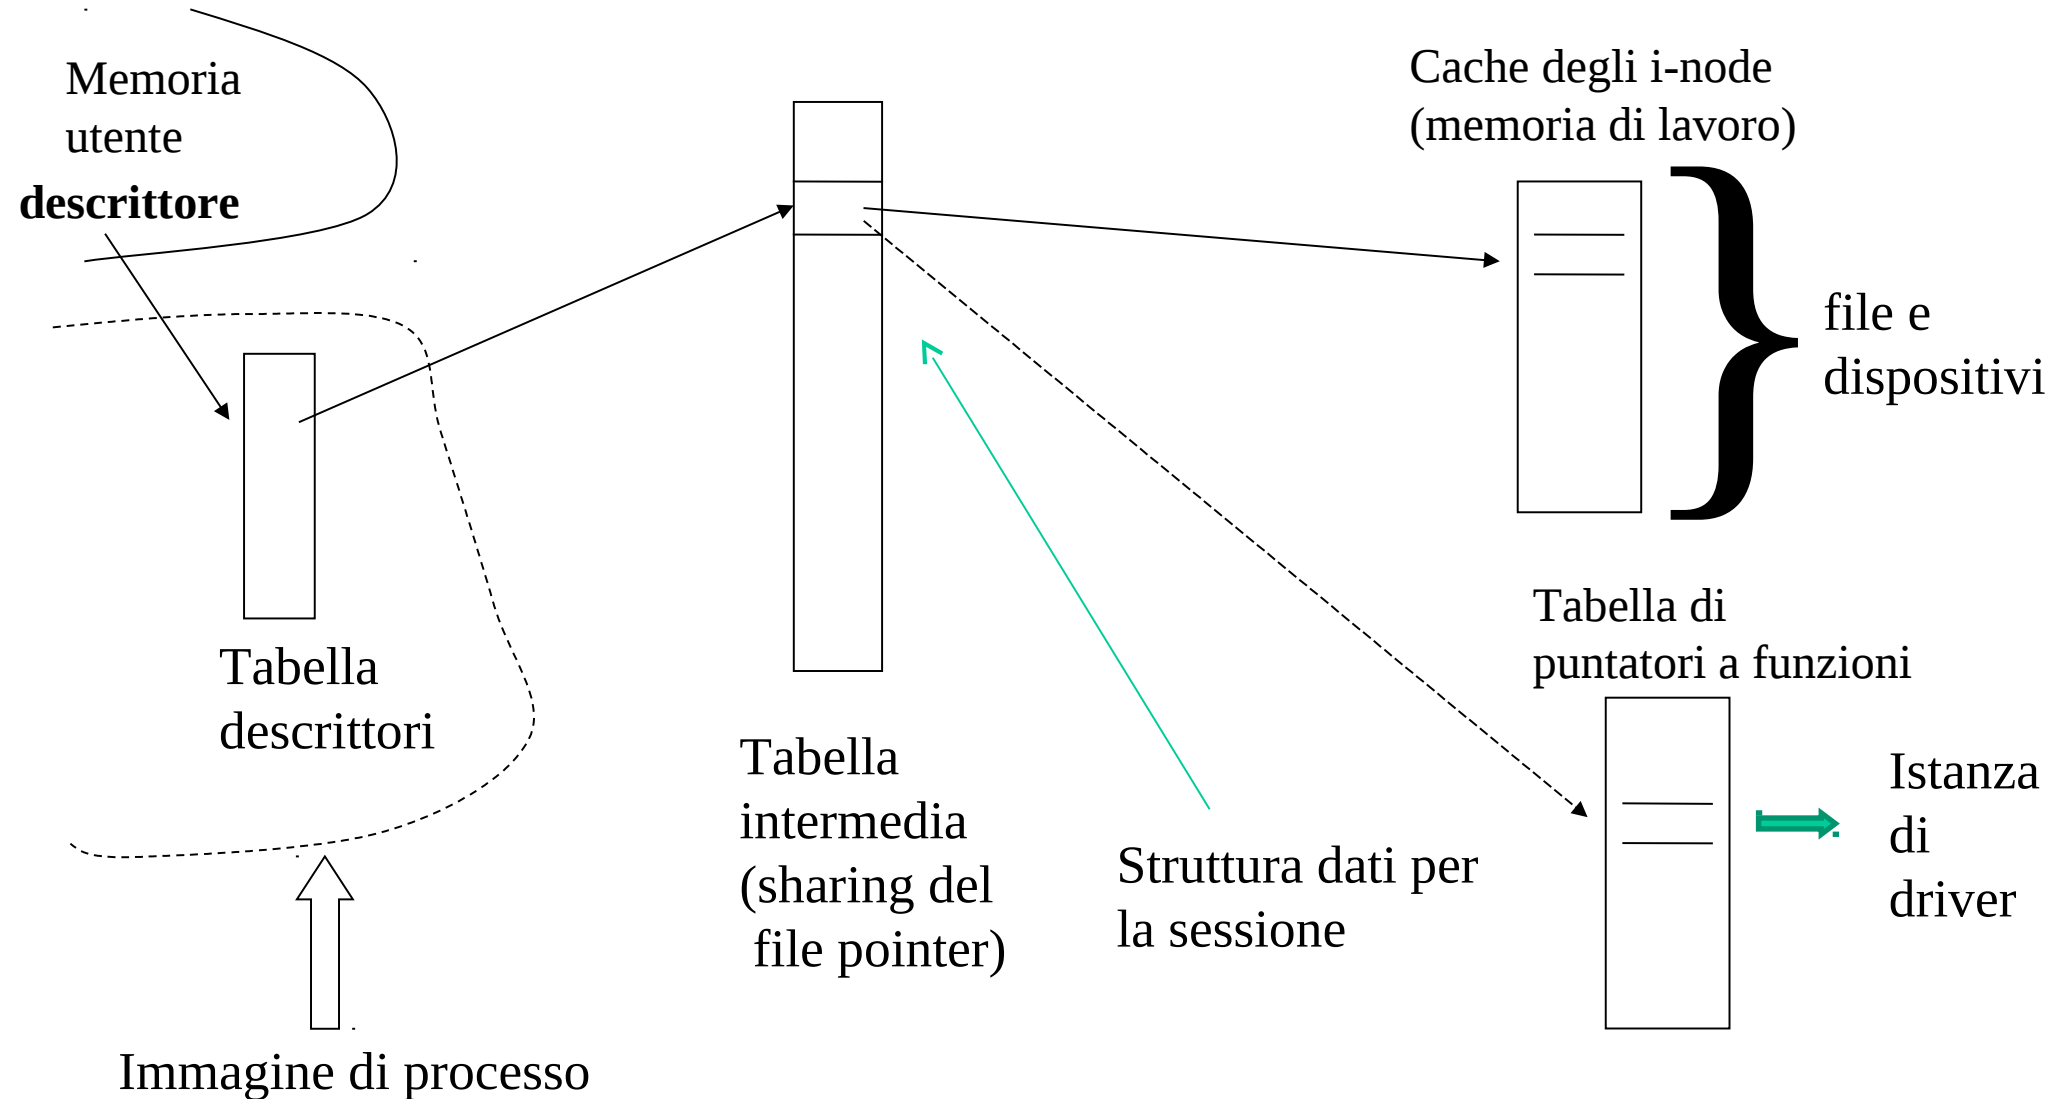 Memoria
utente
descrittore
Tabella
descrittori
Immagine di processo
Tabella
intermedia
(sharing del
file pointer)
Struttura dati per
la sessione
Cache degli i-node
(memoria di lavoro)
file e
dispositivi
Tabella di
puntatori a funzioni
Istanza
di
driver